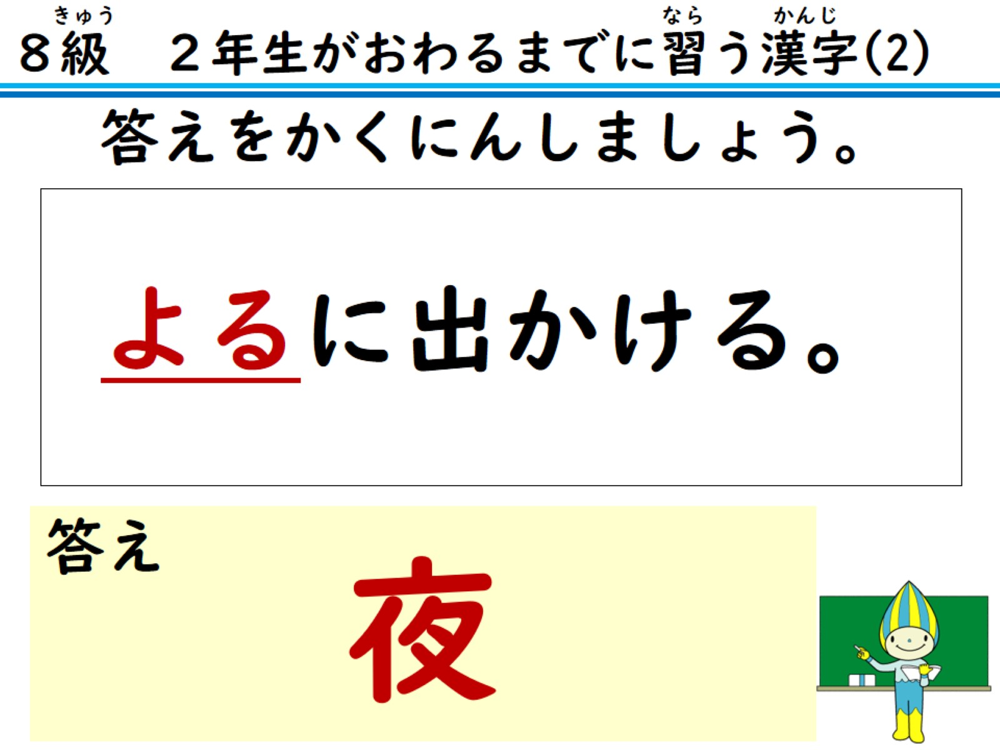 きゅう なら かんじ
８級　２年生がおわるまでに習う漢字(2)
答えをかくにんしましょう。
よるに出かける。
答え
夜